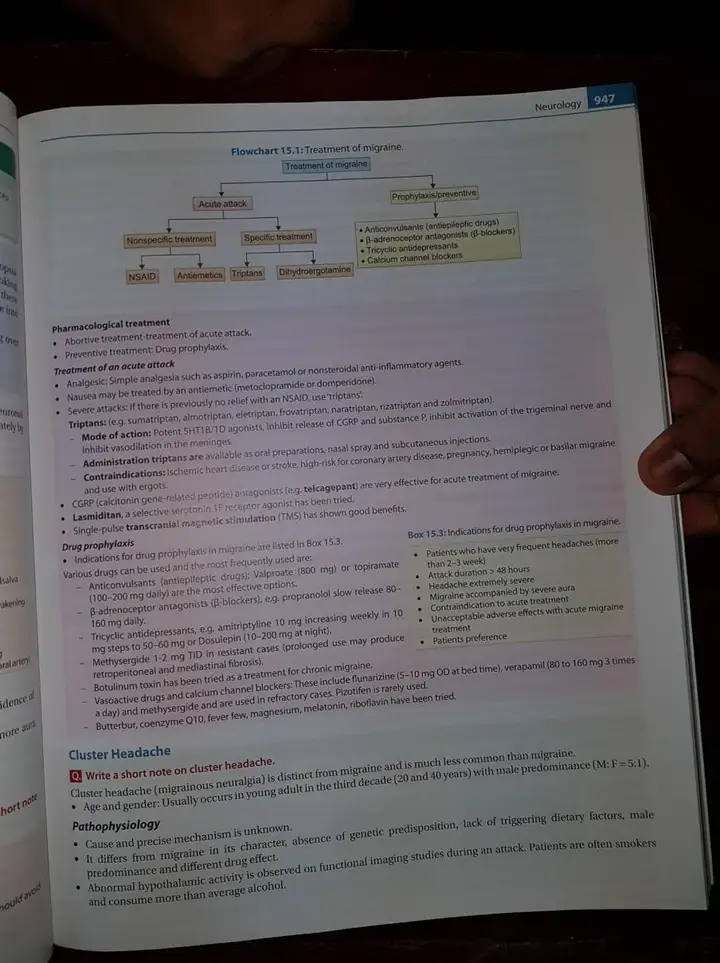 Neurology 947
Flowchart 15.1: Treatment of migraine.
Treatment of migraine
Acute attack
Prophylaxis/preventive
Nonspecific treatment
Specific treatment
• Anticonvulsants (antiepileptic drugs)
• β-adrenoceptor antagonists (β-blockers)
• Tricyclic antidepressants
• Calcium channel blockers
NSAID
Antiemetics
Triptans
Dihydroergotamine
Pharmacological treatment
• Abortive treatment-treatment of acute attack.
• Preventive treatment: Drug prophylaxis.
Treatment of an acute attack
• Analgesic: Simple analgesia such as aspirin, paracetamol or nonsteroidal anti-inflammatory agents.
• Nausea may be treated by an antiemetic (metoclopramide or domperidone).
• Severe attacks: If there is previously no relief with an NSAID, use 'triptans'.
Triptans: (e.g. sumatriptan, almotriptan, eletriptan, frovatriptan, naratriptan, rizatriptan and zolmitriptan).
– Mode of action: Potent 5HT1B/1D agonists, inhibit release of CGRP and substance P, inhibit activation of the trigeminal nerve and
inhibit vasodilation in the meninges.
– Administration triptans are available as oral preparations, nasal spray and subcutaneous injections.
– Contraindications: Ischemic heart disease or stroke, high-risk for coronary artery disease, pregnancy, hemiplegic or basilar migraine
and use with ergots.
• CGRP (calcitonin gene-related peptide) antagonists (e.g. telcagepant) are very effective for acute treatment of migraine.
• Lasmiditan, a selective serotonin 1F receptor agonist has been tried.
• Single-pulse transcranial magnetic stimulation (TMS) has shown good benefits.
Drug prophylaxis
• Indications for drug prophylaxis in migraine are listed in Box 15.3.
Various drugs can be used and the most frequently used are:
– Anticonvulsants (antiepileptic drugs): Valproate (800 mg) or topiramate
(100–200 mg daily) are the most effective options.
– β-adrenoceptor antagonists (β-blockers), e.g. propranolol slow release 80–
160 mg daily.
– Tricyclic antidepressants, e.g. amitriptyline 10 mg increasing weekly in 10
mg steps to 50–60 mg or Dosulepin (10–200 mg at night).
– Methysergide 1-2 mg TID in resistant cases (prolonged use may produce
retroperitoneal and mediastinal fibrosis).
– Botulinum toxin has been tried as a treatment for chronic migraine.
– Vasoactive drugs and calcium channel blockers: These include flunarizine (5–10 mg OD at bed time), verapamil (80 to 160 mg 3 times
a day) and methysergide and are used in refractory cases. Pizotifen is rarely used.
– Butterbur, coenzyme Q10, fever few, magnesium, melatonin, riboflavin have been tried.
Box 15.3: Indications for drug prophylaxis in migraine.
• Patients who have very frequent headaches (more
than 2–3 week)
• Attack duration > 48 hours
• Headache extremely severe
• Migraine accompanied by severe aura
• Contraindication to acute treatment
• Unacceptable adverse effects with acute migraine
treatment
• Patients preference
Cluster Headache
Q. Write a short note on cluster headache.
Cluster headache (migrainous neuralgia) is distinct from migraine and is much less common than migraine.
• Age and gender: Usually occurs in young adult in the third decade (20 and 40 years) with male predominance (M: F = 5:1).
Pathophysiology
• Cause and precise mechanism is unknown.
• It differs from migraine in its character, absence of genetic predisposition, lack of triggering dietary factors, male
predominance and different drug effect.
• Abnormal hypothalamic activity is observed on functional imaging studies during an attack. Patients are often smokers
and consume more than average alcohol.